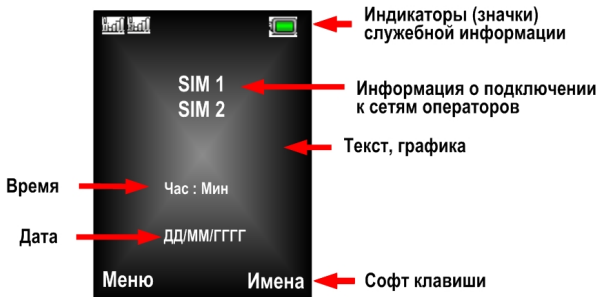 Индикаторы (значки)
служебной информации
SIM 1
SIM 2
Информация о подключении
к сетям операторов
Текст, графика
Время
Час : Мин
Дата
ДД/ММ/ГГГГ
Меню
Имена
Софт клавиши